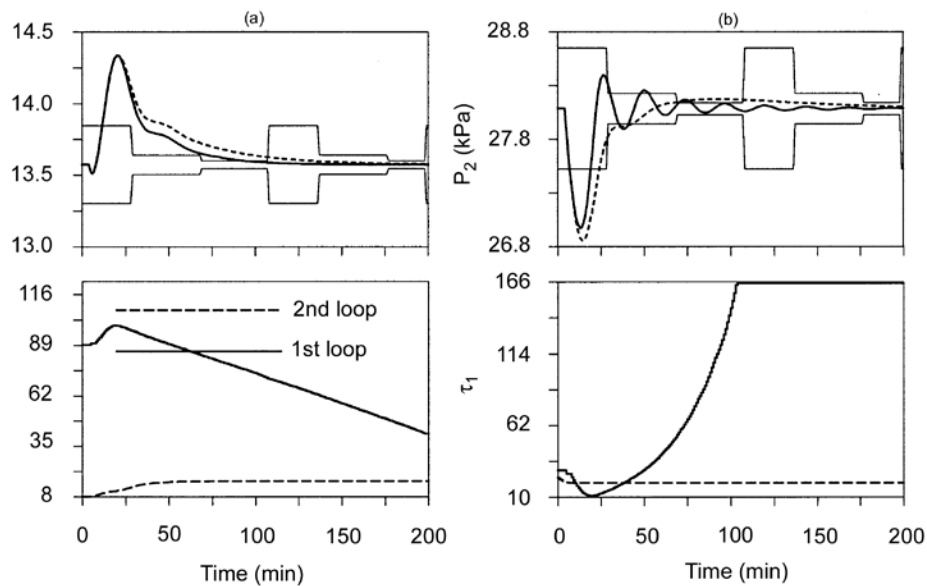 (a)
(b)
14.5
14.0
13.5
13.0
28.8
27.8
26.8
P₂ (kPa)
116
89
62
35
8
2nd loop
1st loop
166
114
62
10
τ₁
0 50 100 150 200
0 50 100 150 200
Time (min)
Time (min)